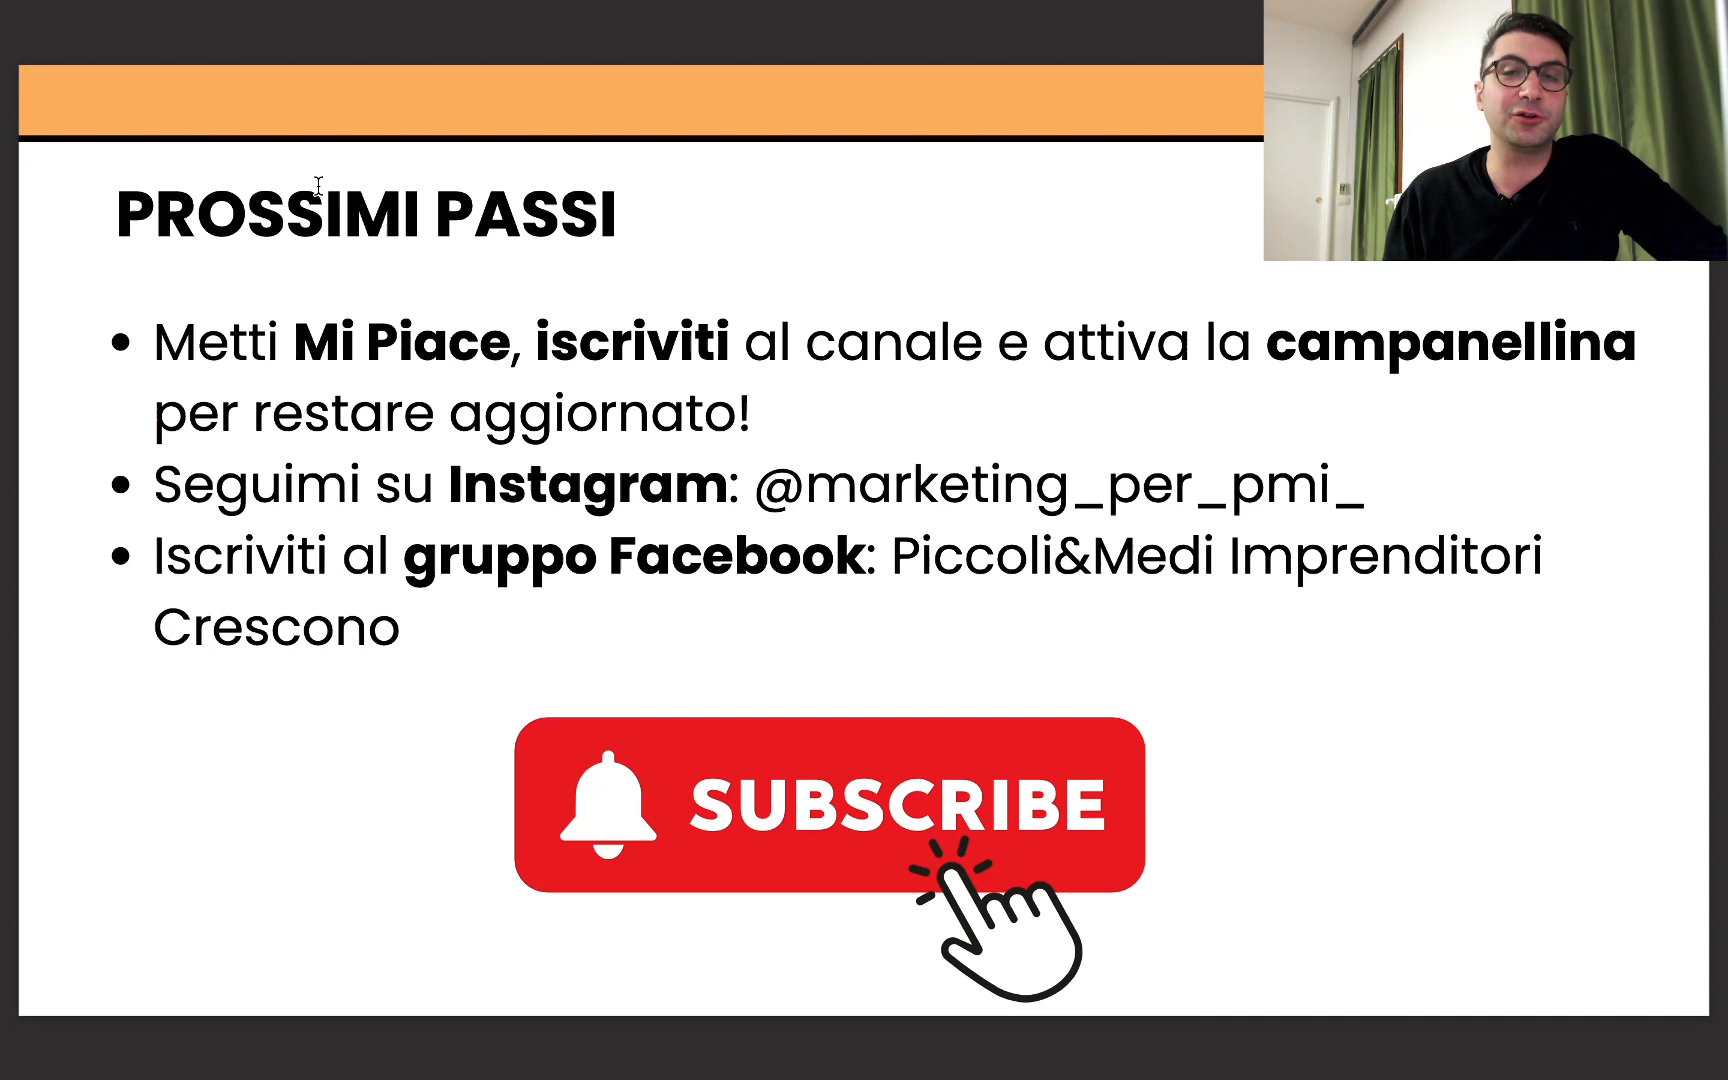 PROSSIMI PASSI
• Metti Mi Piace, iscriviti al canale e attiva la campanellina
per restare aggiornato!
• Seguimi su Instagram: @marketing_per_pmi_
• Iscriviti al gruppo Facebook: Piccoli&Medi Imprenditori
Crescono
SUBSCRIBE